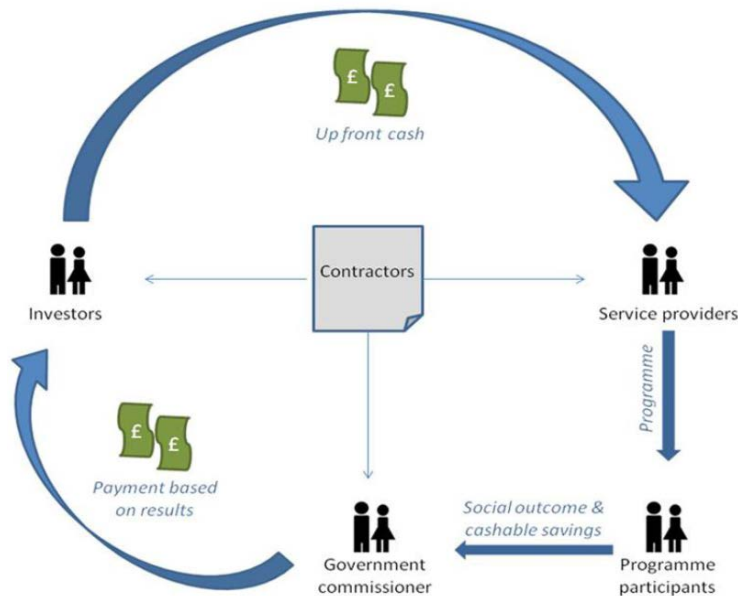 £ £
Up front cash
Contractors
Investors
Service providers
Programme
£ £
Payment based
on results
Social outcome &
cashable savings
Government
commissioner
Programme
participants